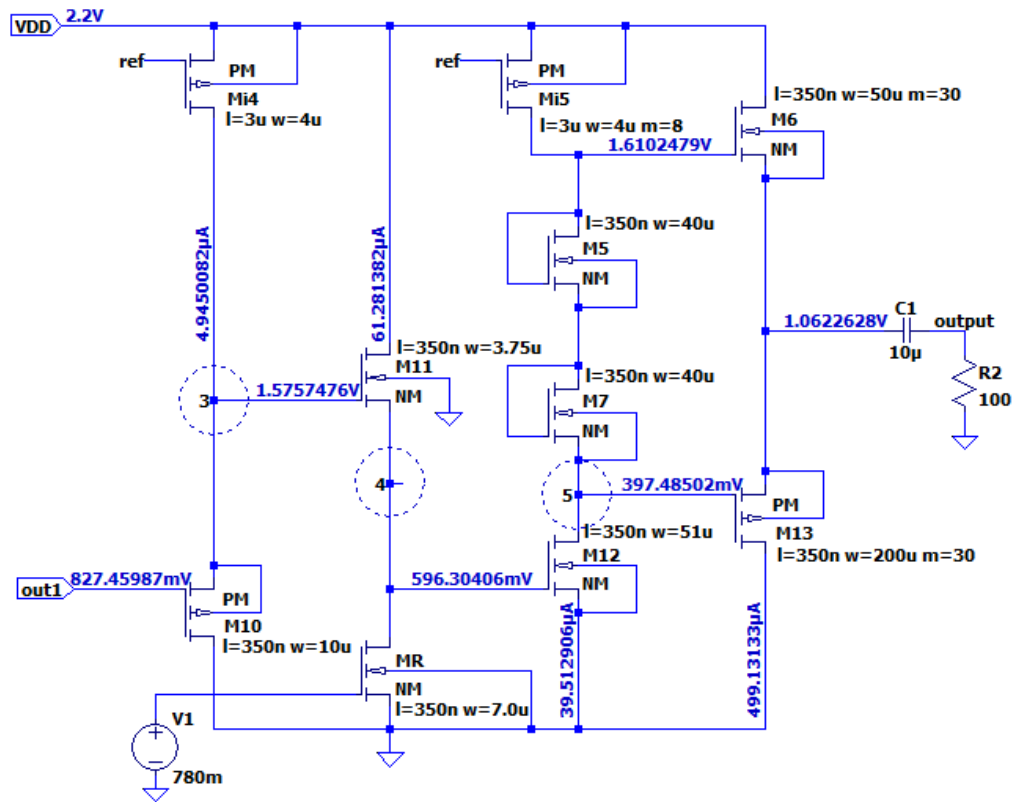 VDD
2.2V
ref
PM
Mi4
l=3u w=4u
ref
PM
Mi5
l=3u w=4u m=8
l=350n w=50u m=30
M6
NM
1.6102479V
4.9450082µA
61.281382µA
l=350n w=40u
M5
NM
1.0622628V
C1
10µ
output
R2
100
l=350n w=3.75u
M11
NM
3
1.5757476V
l=350n w=40u
M7
NM
4
5
397.48502mV
PM
M13
l=350n w=200u m=30
l=350n w=51u
M12
NM
out1
827.45987mV
PM
M10
l=350n w=10u
596.30406mV
MR
NM
l=350n w=7.0u
39.512906µA
499.13133µA
V1
780m